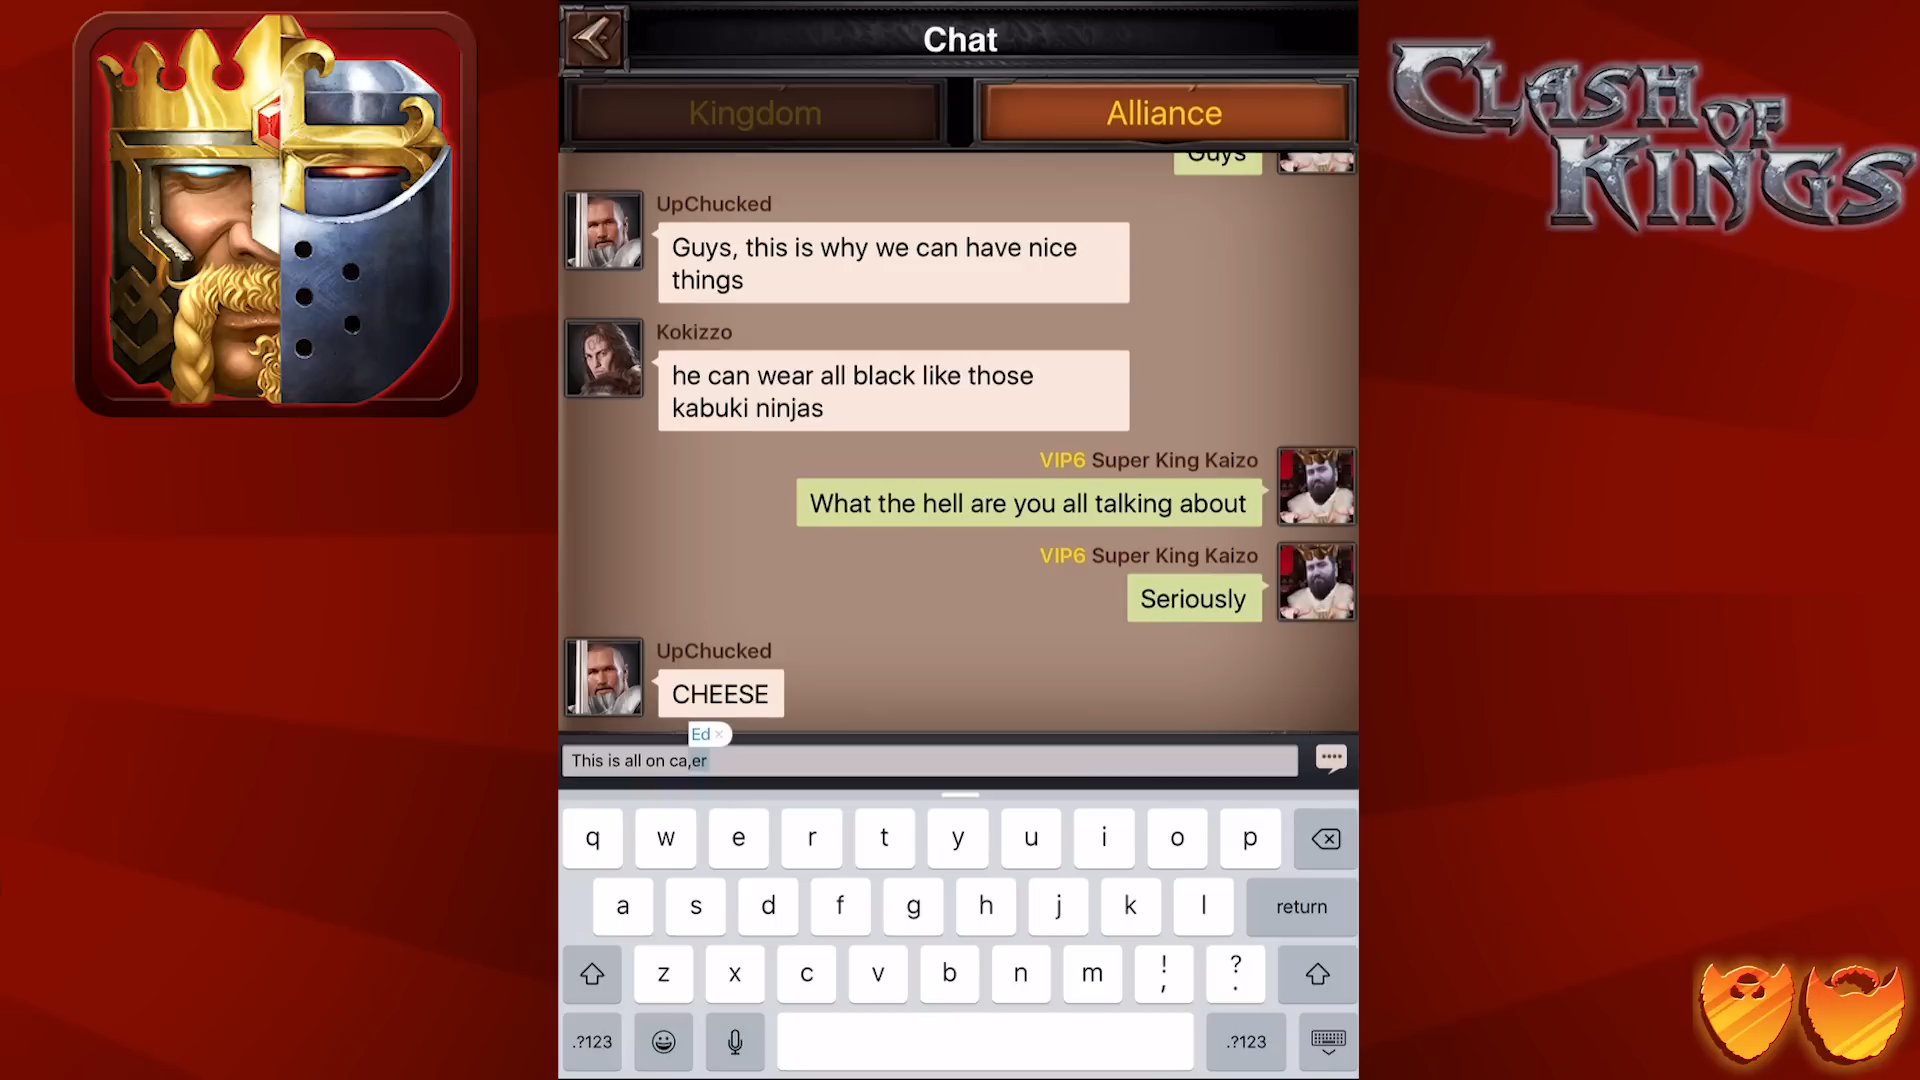 Chat
CLASH OF
KINGS
Kingdom
Alliance
Guys
UpChucked
Guys, this is why we can have nice
things
Kokizzo
he can wear all black like those
kabuki ninjas
VIP6 Super King Kaizo
What the hell are you all talking about
VIP6 Super King Kaizo
Seriously
UpChucked
CHEESE
Ed ×
This is all on ca,er
q w e r t y u i o p
a s d f g h j k l return
z x c v b n m ! , ? .
.?123 .?123